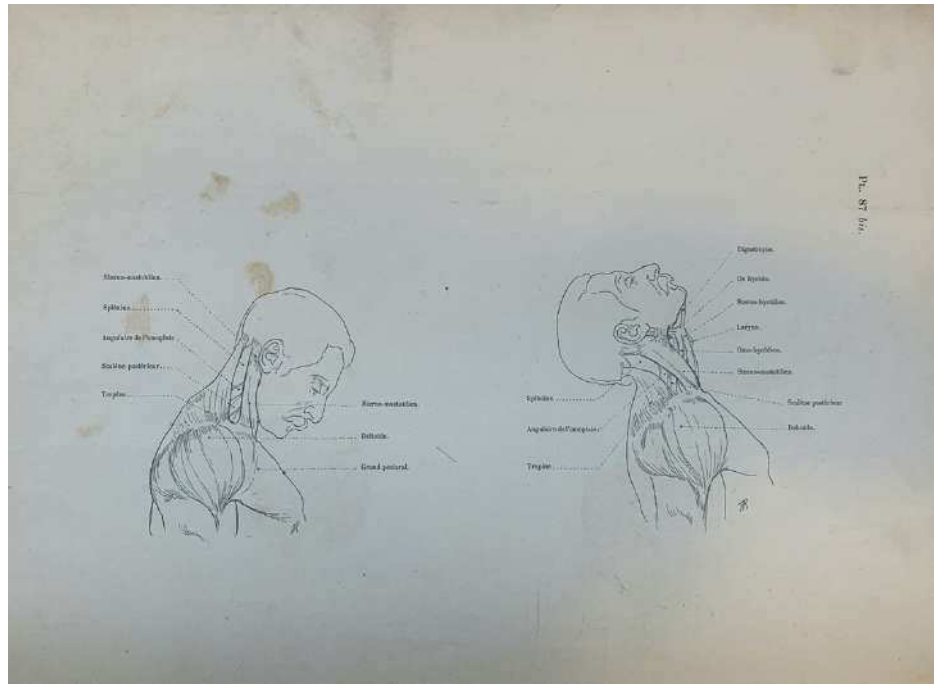 Pl. 87 bis.
Sterno-mastoïdien.
Splénius
Angulaire de l'omoplate
Scalène postérieur.
Trapèze
Sterno-mastoïdien.
Deltoïde.
Grand pectoral.
Digastrique.
Os hyoïde.
Sterno-hyoïdien.
Larynx.
Omo-hyoïdien.
Sterno-mastoïdien.
Scalène postérieur
Deltoïde.
Splénius
Angulaire de l'omoplate
Trapèze